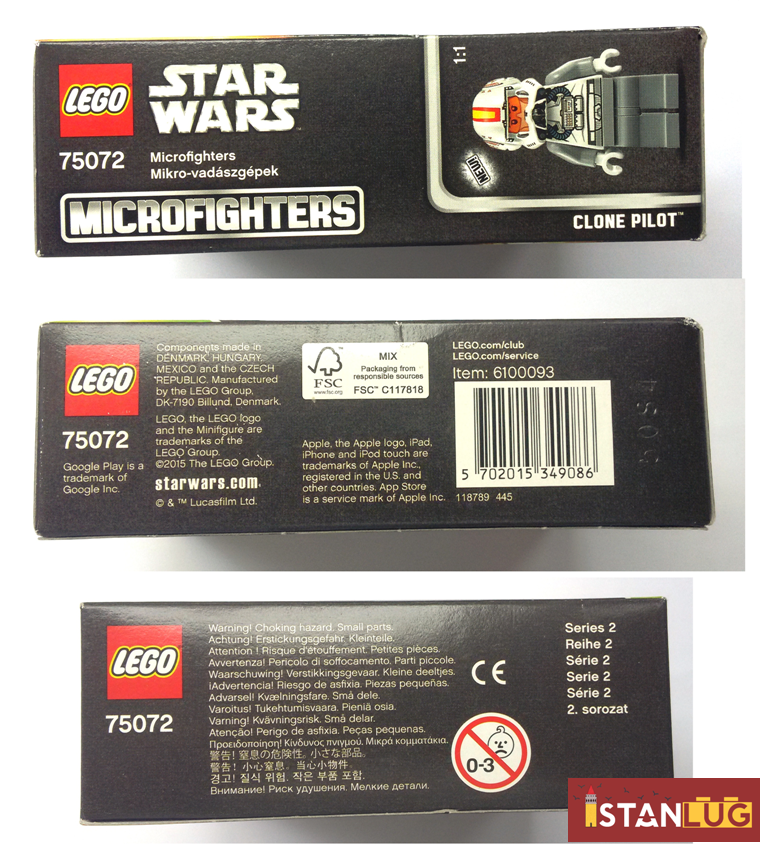 LEGO
STAR
WARS
75072
Microfighters
Mikro-vadászgépek
MICROFIGHTERS
1:1
NEU!
CLONE PILOT™
LEGO
75072
Google Play is a
trademark of
Google Inc.
Components made in
DENMARK, HUNGARY,
MEXICO and the CZECH
REPUBLIC. Manufactured
by the LEGO Group,
DK-7190 Billund, Denmark.
LEGO, the LEGO logo
and the Minifigure are
trademarks of the
LEGO Group.
©2015 The LEGO Group.
starwars.com
© & ™ Lucasfilm Ltd.
FSC
www.fsc.org
MIX
Packaging from
responsible sources
FSC™ C117818
Apple, the Apple logo, iPad,
iPhone and iPod touch are
trademarks of Apple Inc.,
registered in the U.S. and
other countries. App Store
is a service mark of Apple Inc.
LEGO.com/club
LEGO.com/service
Item: 6100093
5 702015 349086
118789 445
LEGO
75072
Warning! Choking hazard. Small parts.
Achtung! Erstickungsgefahr. Kleinteile.
Attention ! Risque d'étouffement. Petites pièces.
Avvertenza! Pericolo di soffocamento. Parti piccole.
Waarschuwing! Verstikkingsgevaar. Kleine deeltjes.
¡Advertencia! Riesgo de asfixia. Piezas pequeñas.
Advarsel! Kvælningsfare. Små dele.
Varoitus! Tukehtumisvaara. Pieniä osia.
Varning! Kvävningsrisk. Små delar.
Atenção! Perigo de asfixia. Peças pequenas.
Προειδοποίηση! Κίνδυνος πνιγμού. Μικρά κομματάκια.
警告! 窒息の危険性。小さな部品。
警告! 小心窒息。当心小物件。
경고! 질식 위험. 작은 부품 포함.
Внимание! Риск удушения. Мелкие детали.
CE
0-3
Series 2
Reihe 2
Série 2
Serie 2
Série 2
2. sorozat
ISTANLUG